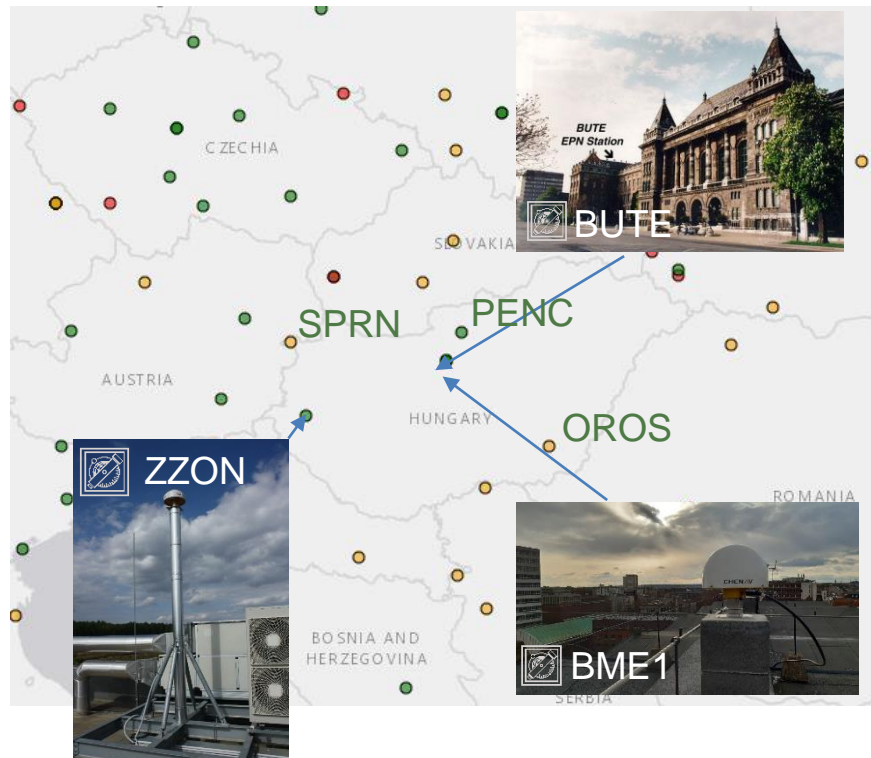 CZECHIA
BUTE
EPN Station
BUTE
SLOVAKIA
SPRN
PENC
AUSTRIA
HUNGARY
OROS
ZZON
ROMANIA
CHCNAV
BOSNIA AND
HERZEGOVINA
BME1
SERBIA